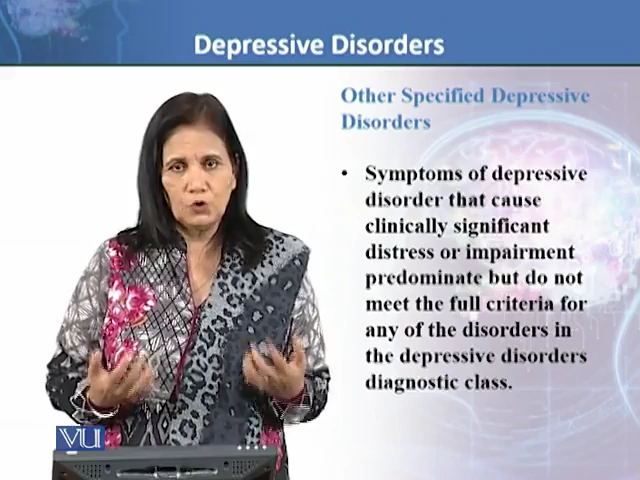 Depressive Disorders
Other Specified Depressive
Disorders
• Symptoms of depressive
disorder that cause
clinically significant
distress or impairment
predominate but do not
meet the full criteria for
any of the disorders in
the depressive disorders
diagnostic class.
VU